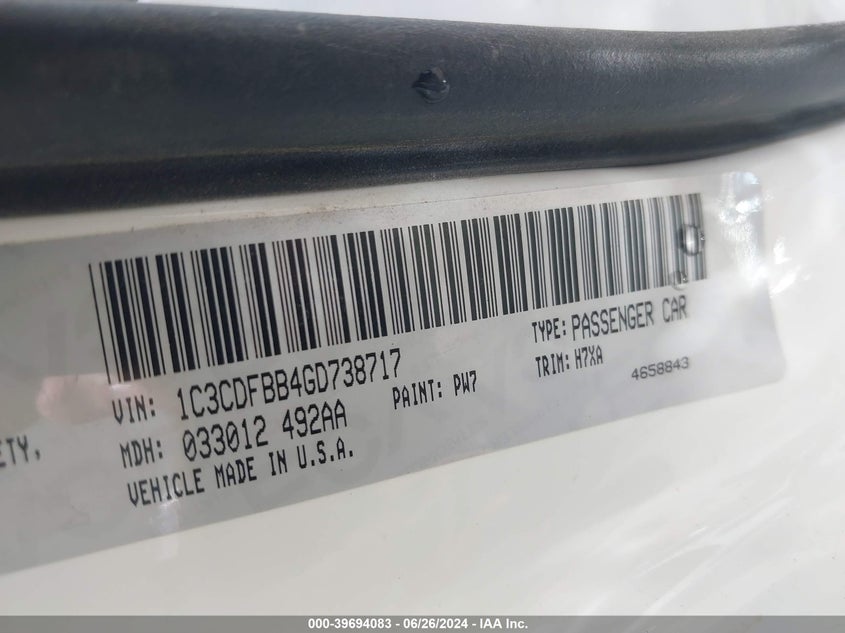 VIN: 1C3CDFBB4GD738717
TYPE: PASSENGER CAR
MDH: 033012 492AA
PAINT: PW7
TRIM: H7XA
VEHICLE MADE IN U.S.A.
4658843
ETY,
000-39694083 - 06/26/2024 - IAA Inc.